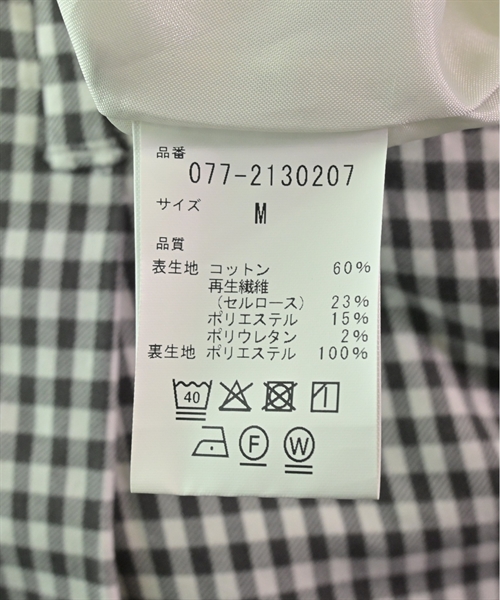 品番
077-2130207
サイズ M
品質
表生地 コットン 60%
再生繊維
（セルロース） 23%
ポリエステル 15%
ポリウレタン 2%
裏生地 ポリエステル 100%
40
F W